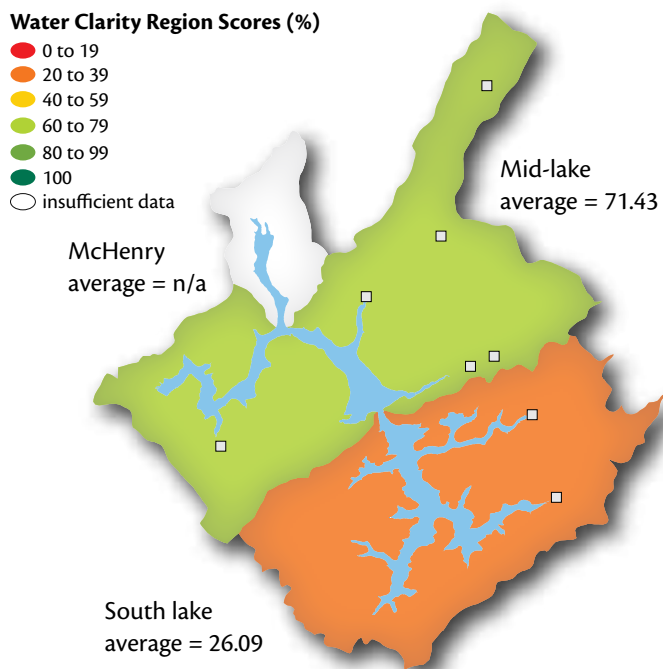 Water Clarity Region Scores (%)
0 to 19
20 to 39
40 to 59
60 to 79
80 to 99
100
insufficient data
Mid-lake
average = 71.43
McHenry
average = n/a
South lake
average = 26.09